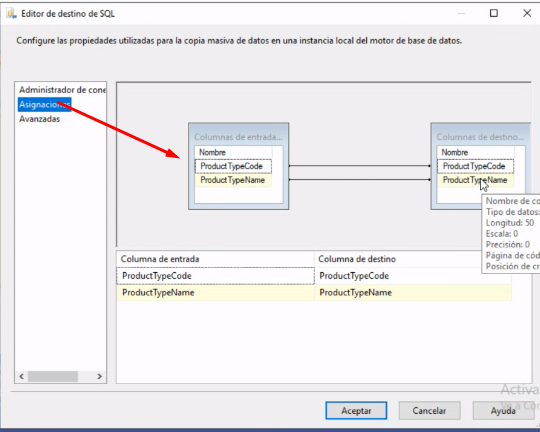 Editor de destino de SQL
Configure las propiedades utilizadas para la copia masiva de datos en una instancia local del motor de base de datos.
Administrador de cone
Asignaciones
Avanzadas
Columnas de entrada...
Nombre
ProductTypeCode
ProductTypeName
Columnas de destino...
Nombre
ProductTypeCode
ProductTypeName
Nombre de co
Tipo de datos:
Longitud: 50
Escala: 0
Precisión: 0
Página de cód
Posición de cr
Columna de entrada
Columna de destino
ProductTypeCode
ProductTypeCode
ProductTypeName
ProductTypeName
Activa
Ve a Con
Aceptar
Cancelar
Ayuda